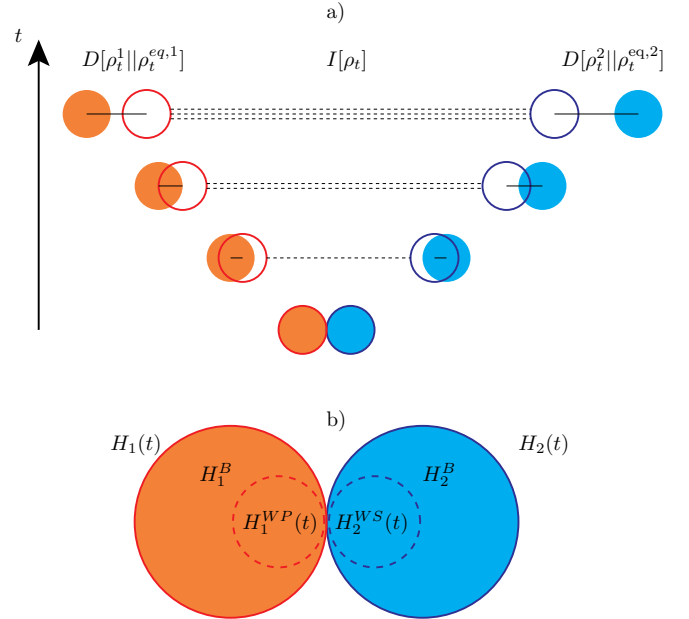 a)
t
D[ρ_t^1||ρ_t^{eq,1}] I[ρ_t] D[ρ_t^2||ρ_t^{eq,2}]
b)
H_1(t) H_2(t)
H_1^B H_2^B
H_1^{WP}(t) H_2^{WS}(t)